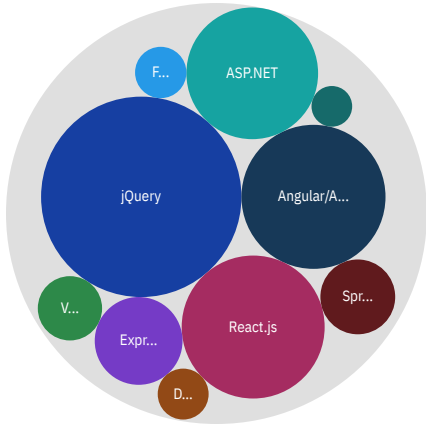 F...
ASP.NET
jQuery
Angular/A...
Spr...
V...
React.js
Expr...
D...